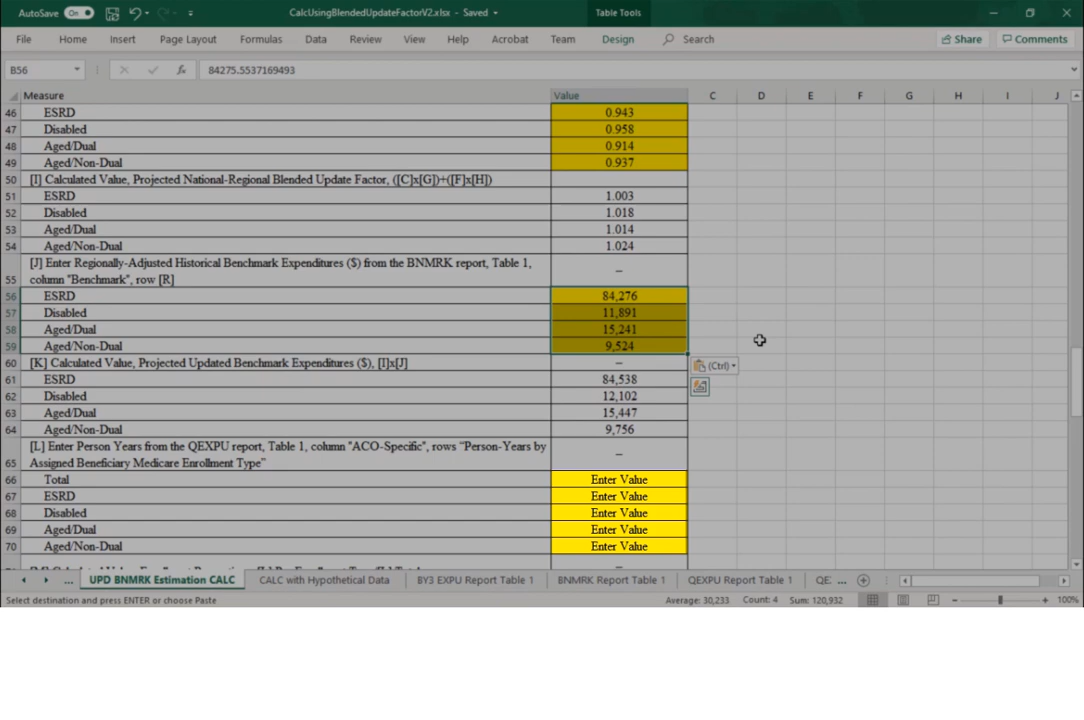 AutoSave On CalcUsingBlendedUpdateFactorV2.xlsx - Saved Table Tools
File Home Insert Page Layout Formulas Data Review View Help Acrobat Team Design Search Share Comments
B56 fx 84275.5537169493
Measure Value C D E F G H I J
46 ESRD 0.943
47 Disabled 0.958
48 Aged/Dual 0.914
49 Aged/Non-Dual 0.937
50 [I] Calculated Value, Projected National-Regional Blended Update Factor, ([C]x[G])+([F]x[H])
51 ESRD 1.003
52 Disabled 1.018
53 Aged/Dual 1.014
54 Aged/Non-Dual 1.024
[J] Enter Regionally-Adjusted Historical Benchmark Expenditures ($) from the BNMRK report, Table 1, –
55 column "Benchmark", row [R]
56 ESRD 84,276
57 Disabled 11,891
58 Aged/Dual 15,241
59 Aged/Non-Dual 9,524
60 [K] Calculated Value, Projected Updated Benchmark Expenditures ($), [I]x[J] –
(Ctrl)
61 ESRD 84,538
62 Disabled 12,102
63 Aged/Dual 15,447
64 Aged/Non-Dual 9,756
[L] Enter Person Years from the QEXPU report, Table 1, column "ACO-Specific", rows "Person-Years by –
65 Assigned Beneficiary Medicare Enrollment Type"
66 Total Enter Value
67 ESRD Enter Value
68 Disabled Enter Value
69 Aged/Dual Enter Value
70 Aged/Non-Dual Enter Value
... UPD BNMRK Estimation CALC CALC with Hypothetical Data BY3 EXPU Report Table 1 BNMRK Report Table 1 QEXPU Report Table 1 QE ...
Select destination and press ENTER or choose Paste Average: 30,233 Count: 4 Sum: 120,932 100%